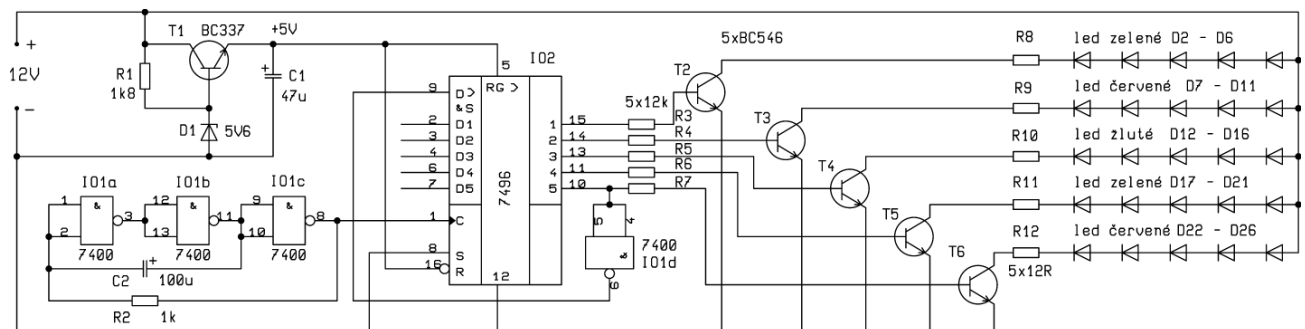 T1 BC337 +5V
+
12V
-
R1
1k8
C1
+
47u
D1 5V6
IO2
5
RG >
9 D >
&S
2 D1
3 D2
4 D3
6 D4
7 D5
1 C
8 S
16 R
12
7496
1 15
2 14
3 13
4 11
5 10
5x12k
R3
R4
R5
R6
R7
5xBC546
T2
T3
T4
T5
T6
R8 led zelené D2 - D6
R9 led červené D7 - D11
R10 led žluté D12 - D16
R11 led zelené D17 - D21
R12 led červené D22 - D26
5x12R
IO1a IO1b IO1c
1 & 3 12 & 11 9 & 8
2 13 10
7400 7400 7400
C2 + 100u
R2 1k
5 4
7400
& IO1d
6